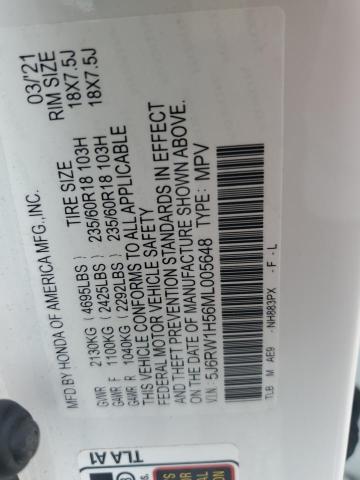 MFD BY HONDA OF AMERICA MFG., INC. 03/'21
TIRE SIZE RIM SIZE
GVWR 2130KG (4695LBS)
GAWR F 1100KG (2425LBS) 235/60R18 103H 18X7.5J
GAWR R 1040KG (2292LBS) 235/60R18 103H 18X7.5J
THIS VEHICLE CONFORMS TO ALL APPLICABLE
FEDERAL MOTOR VEHICLE SAFETY
AND THEFT PREVENTION STANDARDS IN EFFECT
ON THE DATE OF MANUFACTURE SHOWN ABOVE.
V.I.N: 5J6RW1H56ML005648 TYPE: MPV
TLB M AE9 NH883PX - F - L
TLA A1